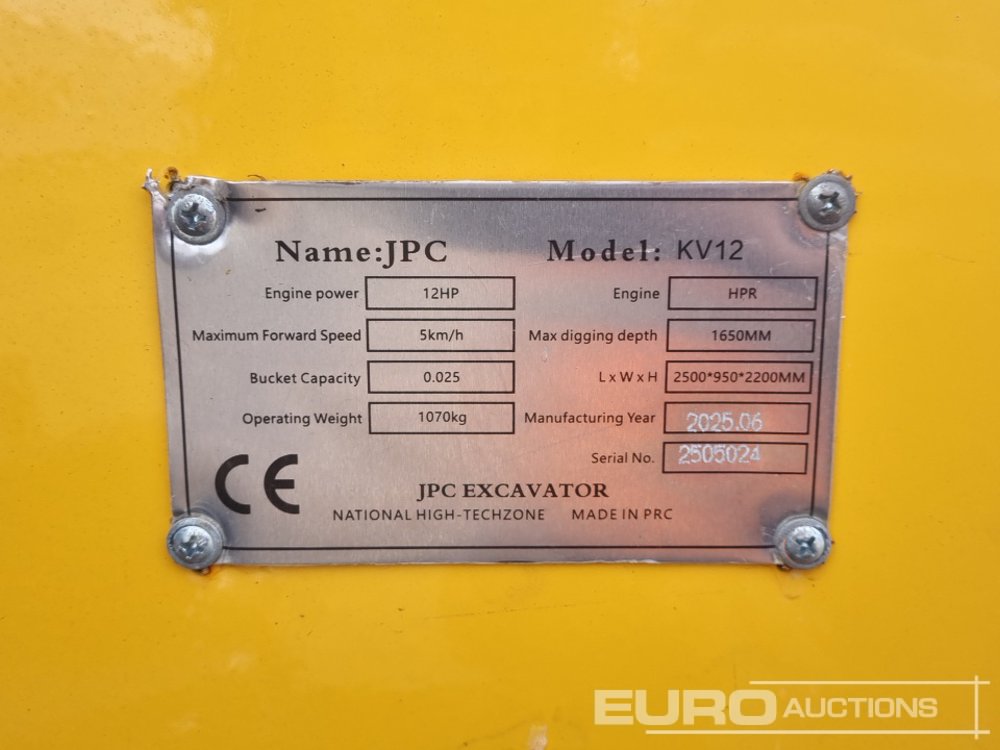 Name:JPC Model: KV12
Engine power 12HP Engine HPR
Maximum Forward Speed 5km/h Max digging depth 1650MM
Bucket Capacity 0.025 L x W x H 2500*950*2200MM
Operating Weight 1070kg Manufacturing Year 2025.06
Serial No. 2505024
CE JPC EXCAVATOR
NATIONAL HIGH-TECHZONE MADE IN PRC
EURO AUCTIONS